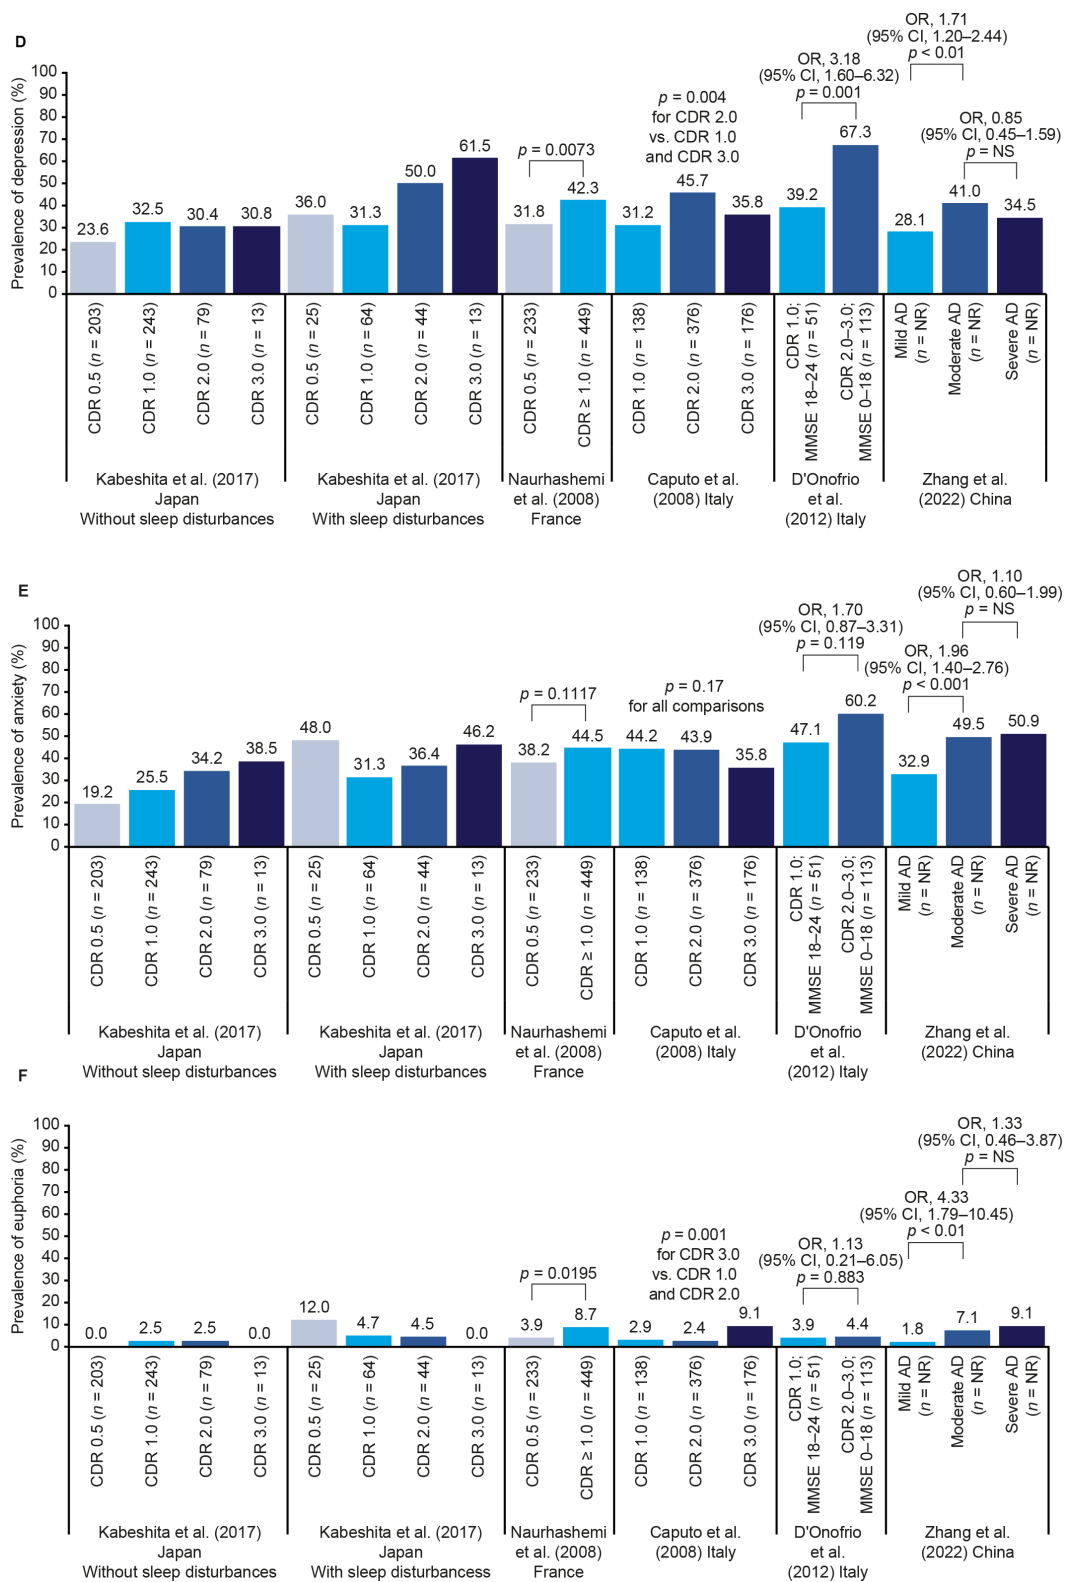 D
OR, 1.71
(95% CI, 1.20–2.44)
p < 0.01
OR, 3.18
(95% CI, 1.60–6.32)
p = 0.001
p = 0.004
for CDR 2.0
vs. CDR 1.0
and CDR 3.0
OR, 0.85
(95% CI, 0.45–1.59)
p = NS
p = 0.0073
Prevalence of depression (%)
100
90
80
70
60
50
40
30
20
10
0
23.6
32.5
30.4
30.8
36.0
31.3
50.0
61.5
31.8
42.3
31.2
45.7
35.8
39.2
67.3
28.1
41.0
34.5
CDR 0.5 (n = 203)
CDR 1.0 (n = 243)
CDR 2.0 (n = 79)
CDR 3.0 (n = 13)
CDR 0.5 (n = 25)
CDR 1.0 (n = 64)
CDR 2.0 (n = 44)
CDR 3.0 (n = 13)
CDR 0.5 (n = 233)
CDR ≥ 1.0 (n = 449)
CDR 1.0 (n = 138)
CDR 2.0 (n = 376)
CDR 3.0 (n = 176)
CDR 1.0;
MMSE 18–24 (n = 51)
CDR 2.0–3.0;
MMSE 0–18 (n = 113)
Mild AD
(n = NR)
Moderate AD
(n = NR)
Severe AD
(n = NR)
Kabeshita et al. (2017)
Japan
Without sleep disturbances
Kabeshita et al. (2017)
Japan
With sleep disturbances
Naurhashemi
et al. (2008)
France
Caputo et al.
(2008) Italy
D'Onofrio
et al.
(2012) Italy
Zhang et al.
(2022) China
E
OR, 1.10
(95% CI, 0.60–1.99)
p = NS
OR, 1.70
(95% CI, 0.87–3.31)
p = 0.119
OR, 1.96
(95% CI, 1.40–2.76)
p < 0.001
p = 0.1117
p = 0.17
for all comparisons
Prevalence of anxiety (%)
100
90
80
70
60
50
40
30
20
10
0
19.2
25.5
34.2
38.5
48.0
31.3
36.4
46.2
38.2
44.5
44.2
43.9
35.8
47.1
60.2
32.9
49.5
50.9
CDR 0.5 (n = 203)
CDR 1.0 (n = 243)
CDR 2.0 (n = 79)
CDR 3.0 (n = 13)
CDR 0.5 (n = 25)
CDR 1.0 (n = 64)
CDR 2.0 (n = 44)
CDR 3.0 (n = 13)
CDR 0.5 (n = 233)
CDR ≥ 1.0 (n = 449)
CDR 1.0 (n = 138)
CDR 2.0 (n = 376)
CDR 3.0 (n = 176)
CDR 1.0;
MMSE 18–24 (n = 51)
CDR 2.0–3.0;
MMSE 0–18 (n = 113)
Mild AD
(n = NR)
Moderate AD
(n = NR)
Severe AD
(n = NR)
Kabeshita et al. (2017)
Japan
Without sleep disturbances
Kabeshita et al. (2017)
Japan
With sleep disturbances
Naurhashemi
et al. (2008)
France
Caputo et al.
(2008) Italy
D'Onofrio
et al.
(2012) Italy
Zhang et al.
(2022) China
F
OR, 1.33
(95% CI, 0.46–3.87)
p = NS
OR, 4.33
(95% CI, 1.79–10.45)
p < 0.01
p = 0.001
for CDR 3.0
vs. CDR 1.0
and CDR 2.0
OR, 1.13
(95% CI, 0.21–6.05)
p = 0.883
p = 0.0195
Prevalence of euphoria (%)
100
90
80
70
60
50
40
30
20
10
0
0.0
2.5
2.5
0.0
12.0
4.7
4.5
0.0
3.9
8.7
2.9
2.4
9.1
3.9
4.4
1.8
7.1
9.1
CDR 0.5 (n = 203)
CDR 1.0 (n = 243)
CDR 2.0 (n = 79)
CDR 3.0 (n = 13)
CDR 0.5 (n = 25)
CDR 1.0 (n = 64)
CDR 2.0 (n = 44)
CDR 3.0 (n = 13)
CDR 0.5 (n = 233)
CDR ≥ 1.0 (n = 449)
CDR 1.0 (n = 138)
CDR 2.0 (n = 376)
CDR 3.0 (n = 176)
CDR 1.0;
MMSE 18–24 (n = 51)
CDR 2.0–3.0;
MMSE 0–18 (n = 113)
Mild AD
(n = NR)
Moderate AD
(n = NR)
Severe AD
(n = NR)
Kabeshita et al. (2017)
Japan
Without sleep disturbances
Kabeshita et al. (2017)
Japan
With sleep disturbancess
Naurhashemi
et al. (2008)
France
Caputo et al.
(2008) Italy
D'Onofrio
et al.
(2012) Italy
Zhang et al.
(2022) China